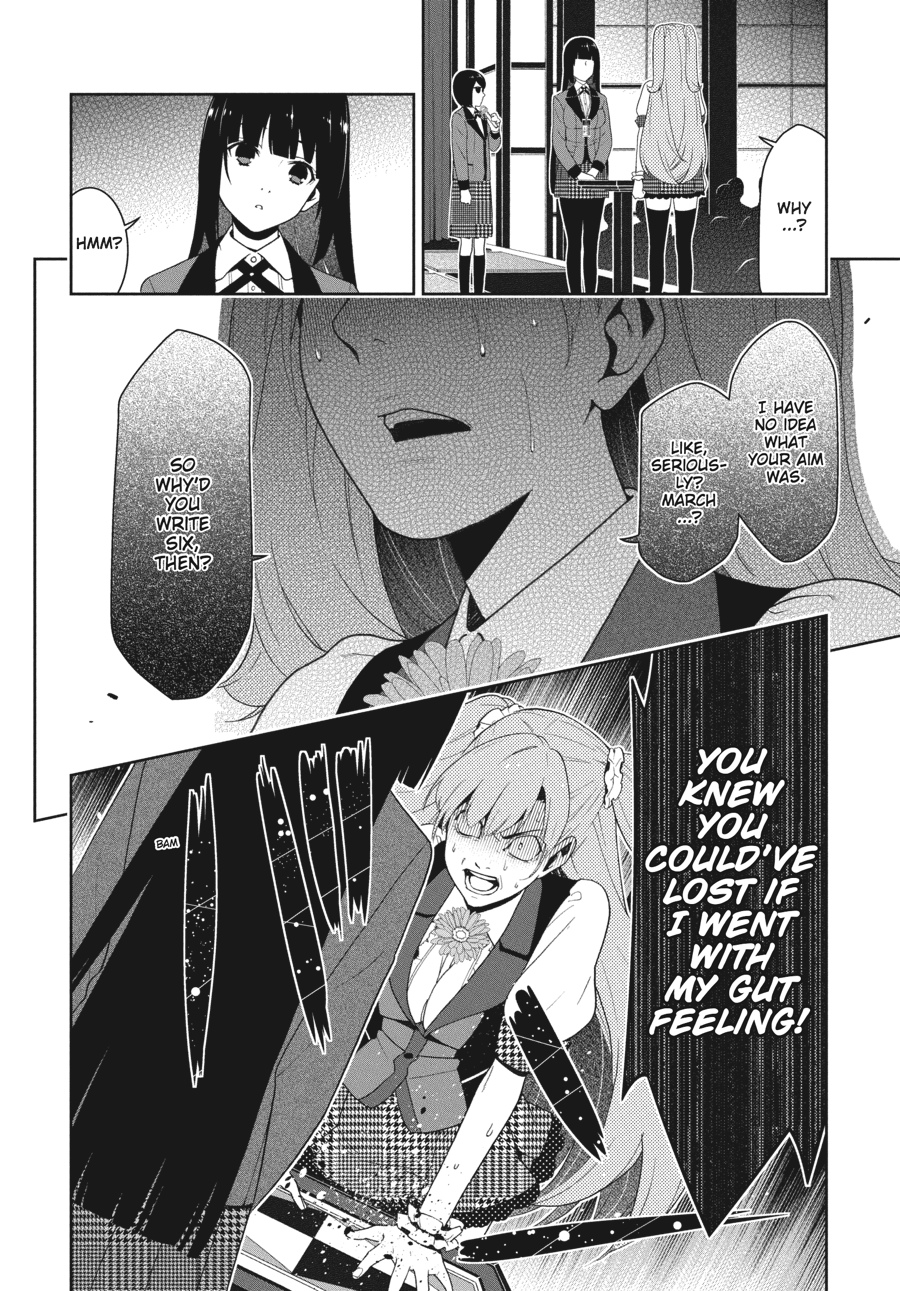 WHY
...?
HMM?
I HAVE
NO IDEA
WHAT
YOUR AIM
WAS.
LIKE,
SERIOUS-
LY?
MARCH
...?
SO
WHY'D
YOU
WRITE
SIX,
THEN?
YOU
KNEW
YOU
COULD'VE
LOST IF
I WENT
WITH
MY GUT
FEELING!
BAM